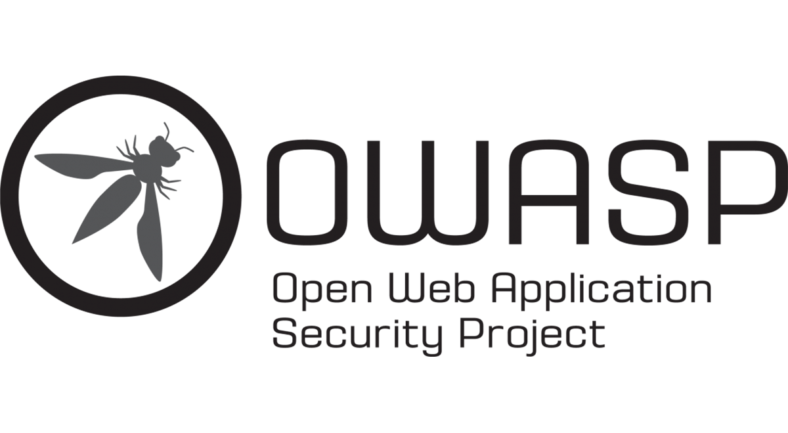 OWASP
Open Web Application
Security Project